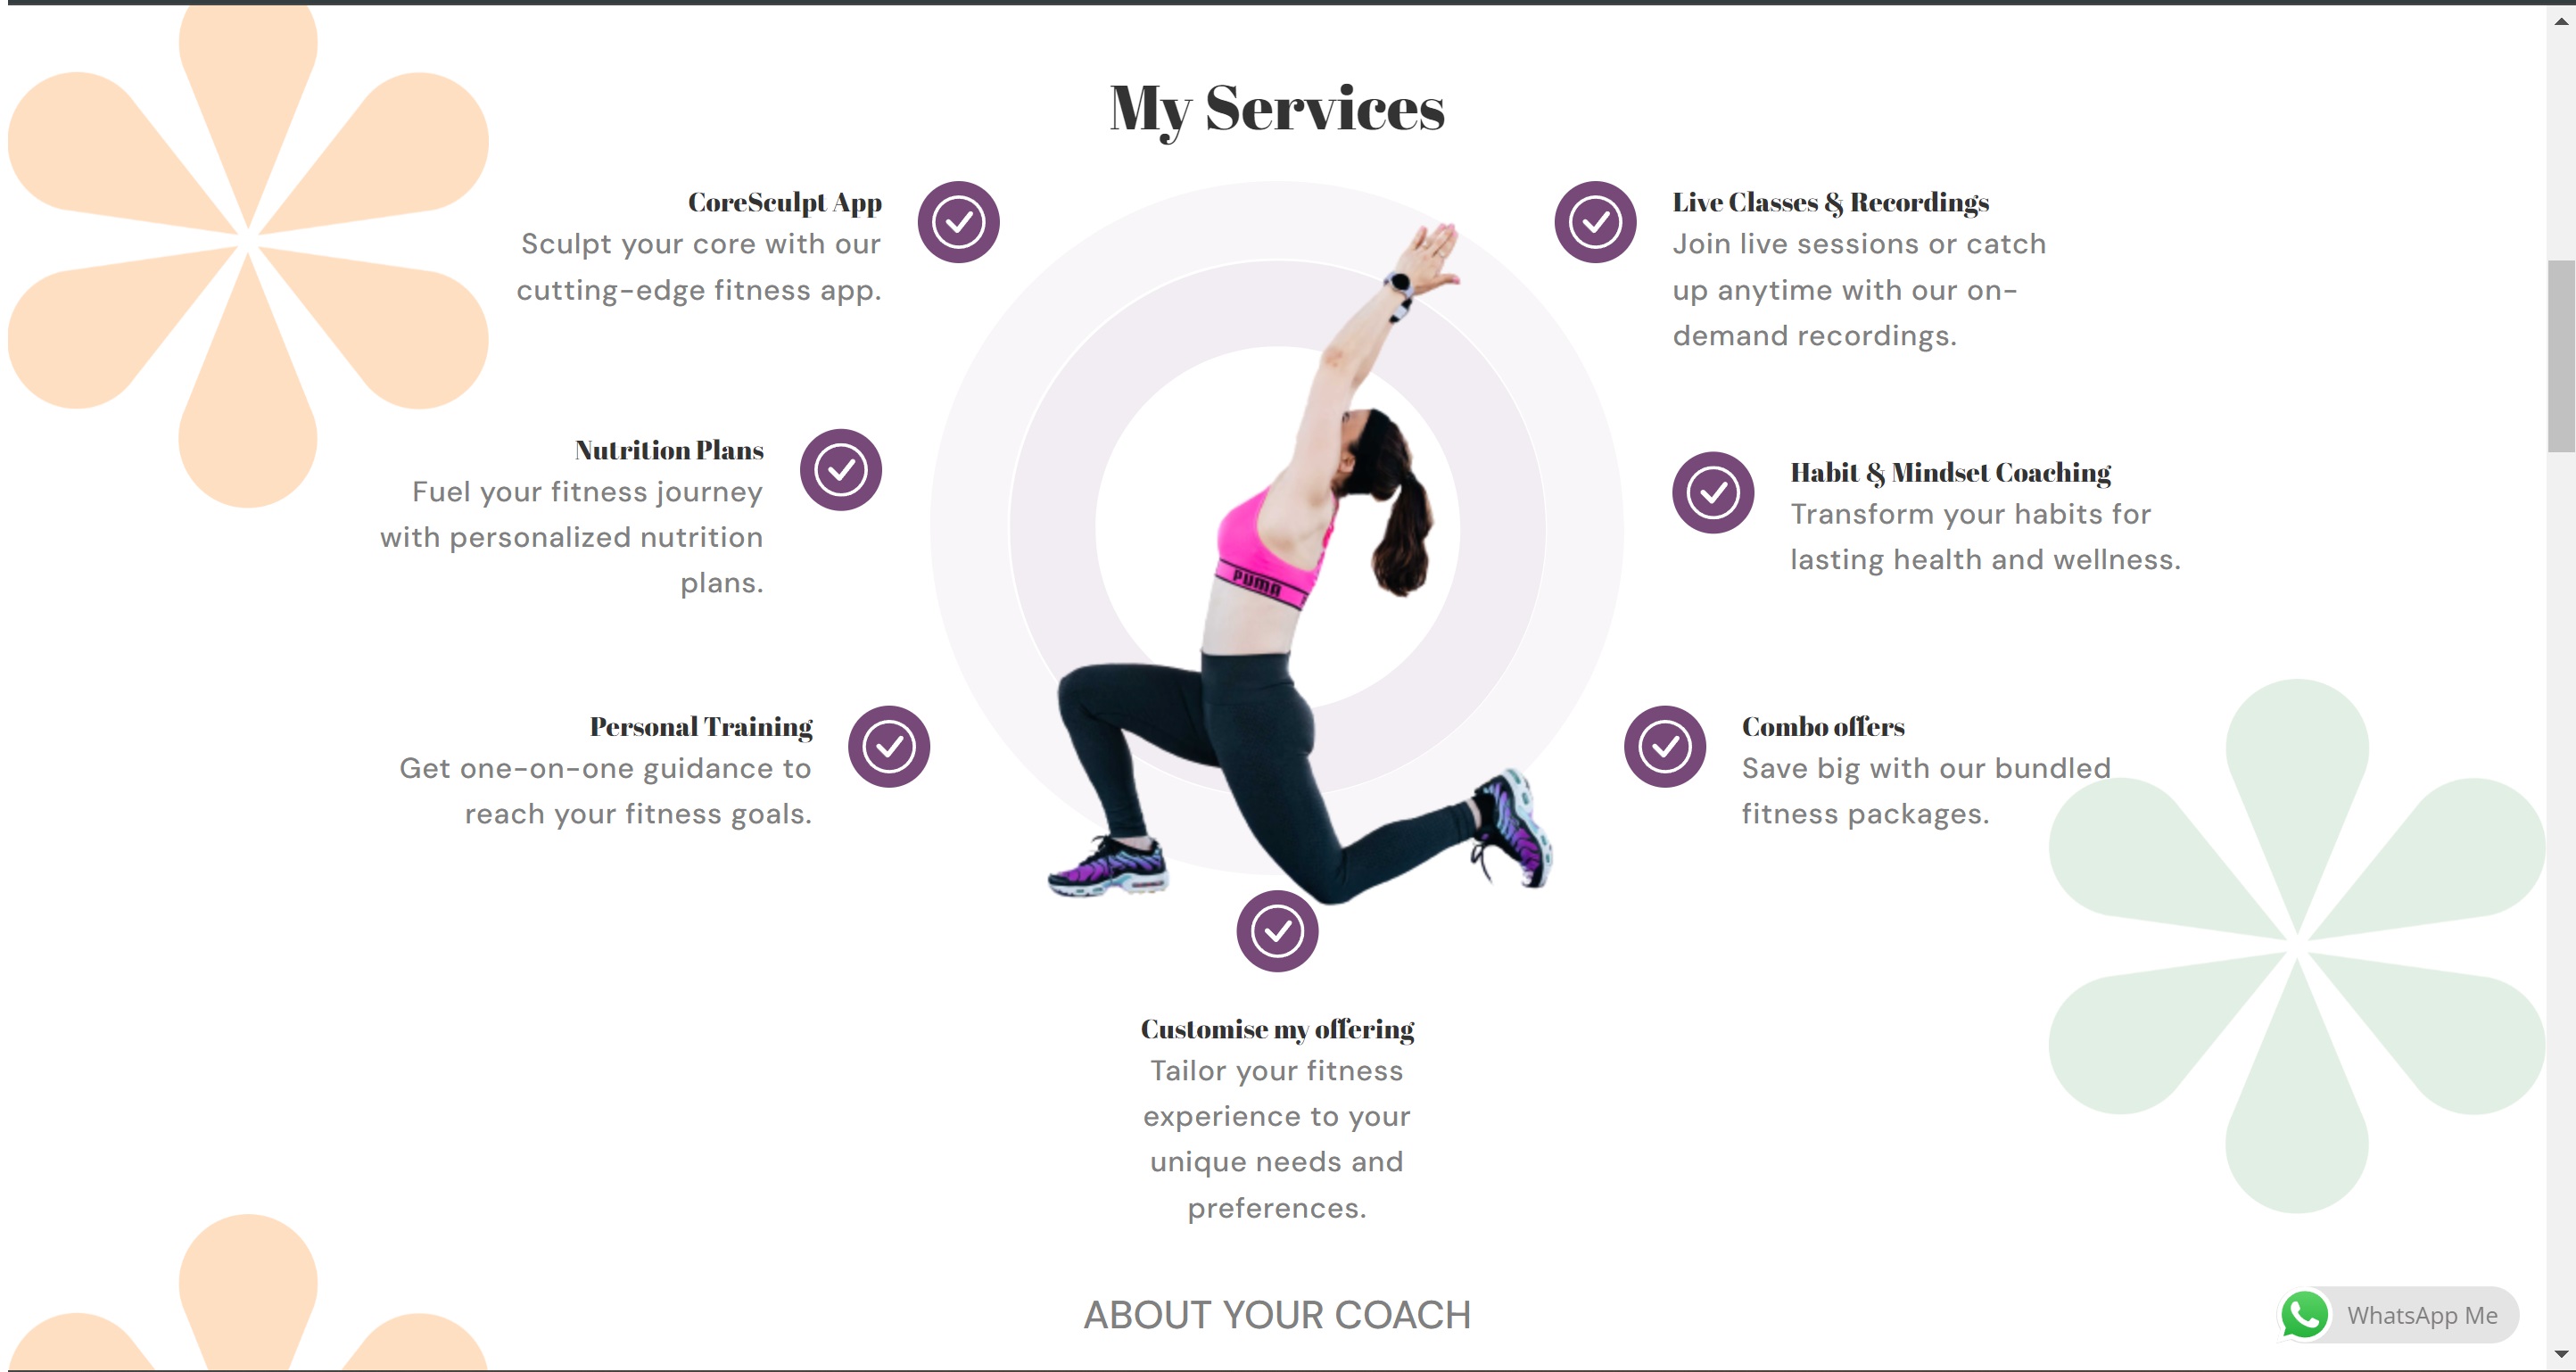 My Services
CoreSculpt App
Sculpt your core with our
cutting-edge fitness app.
Nutrition Plans
Fuel your fitness journey
with personalized nutrition
plans.
Personal Training
Get one-on-one guidance to
reach your fitness goals.
PUMA
Live Classes & Recordings
Join live sessions or catch
up anytime with our on-
demand recordings.
Habit & Mindset Coaching
Transform your habits for
lasting health and wellness.
Combo offers
Save big with our bundled
fitness packages.
Customise my offering
Tailor your fitness
experience to your
unique needs and
preferences.
ABOUT YOUR COACH
WhatsApp Me